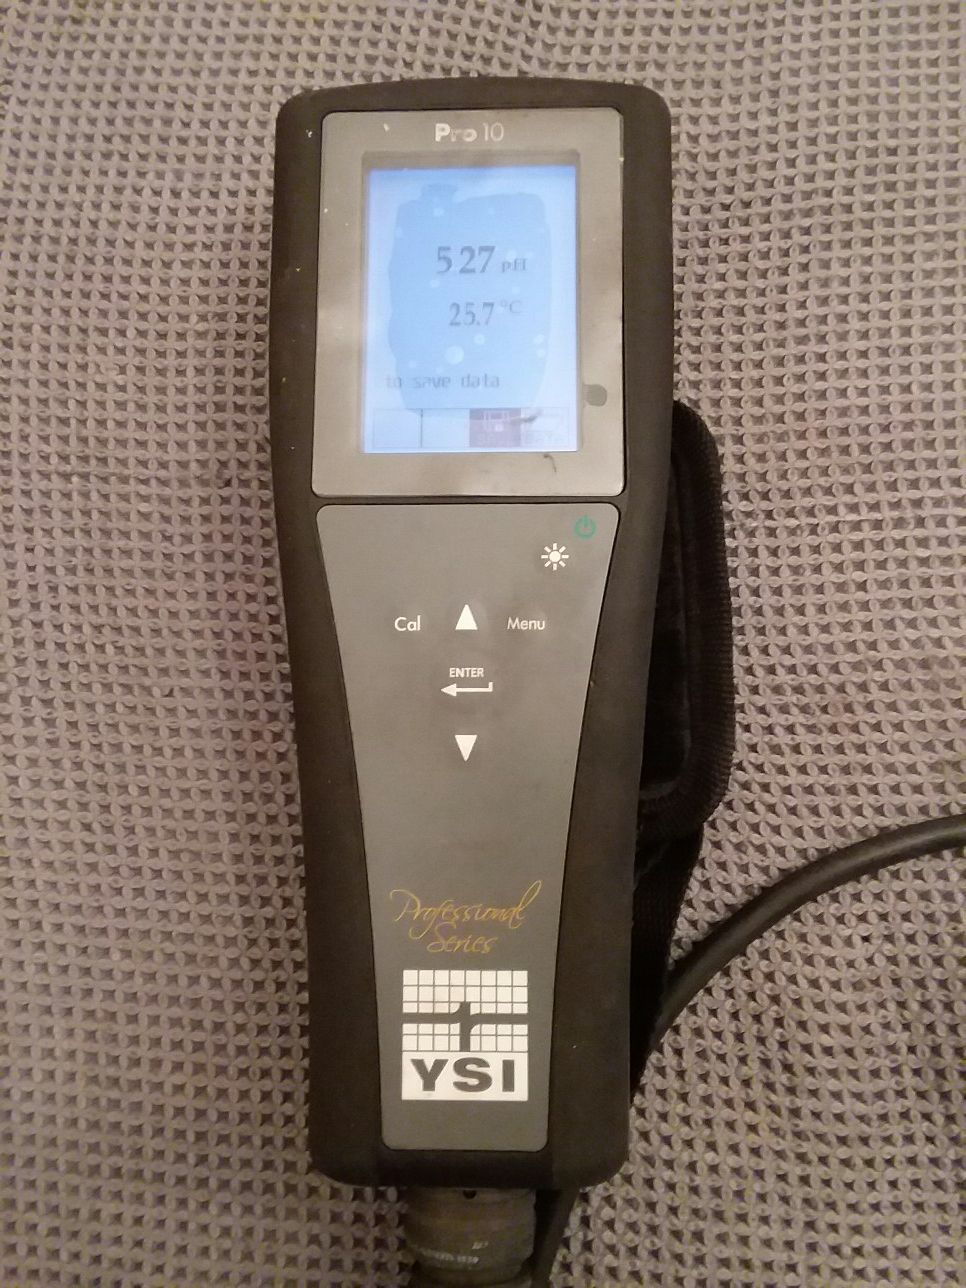 Pro 10
5.27 pH
25.7 °C
to save data
Cal
Menu
ENTER
Professional
Series
YSI